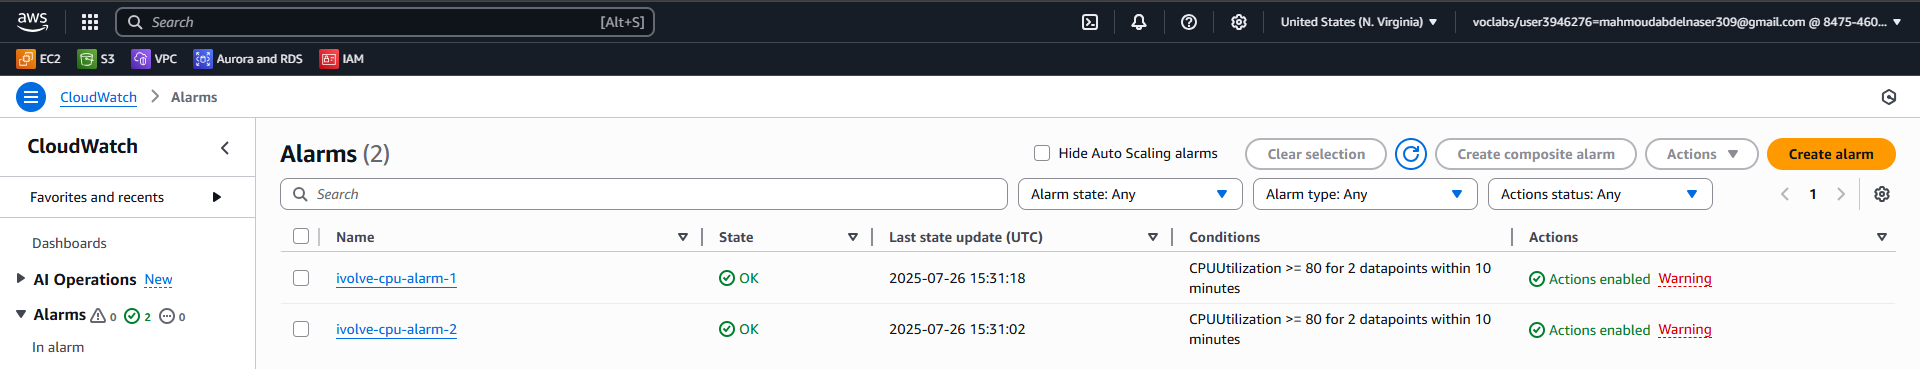 aws
Search [Alt+S]
United States (N. Virginia)
voclabs/user3946276=mahmoudabdelnaser309@gmail.com @ 8475-460...
EC2 S3 VPC Aurora and RDS IAM
CloudWatch Alarms
CloudWatch
Favorites and recents
Dashboards
AI Operations New
Alarms 0 2 0
In alarm
Alarms (2)
Hide Auto Scaling alarms
Clear selection
Create composite alarm
Actions
Create alarm
Search
Alarm state: Any
Alarm type: Any
Actions status: Any
1
Name State Last state update (UTC) Conditions Actions
ivolve-cpu-alarm-1 OK 2025-07-26 15:31:18 CPUUtilization >= 80 for 2 datapoints within 10
minutes
Actions enabled Warning
ivolve-cpu-alarm-2 OK 2025-07-26 15:31:02 CPUUtilization >= 80 for 2 datapoints within 10
minutes
Actions enabled Warning